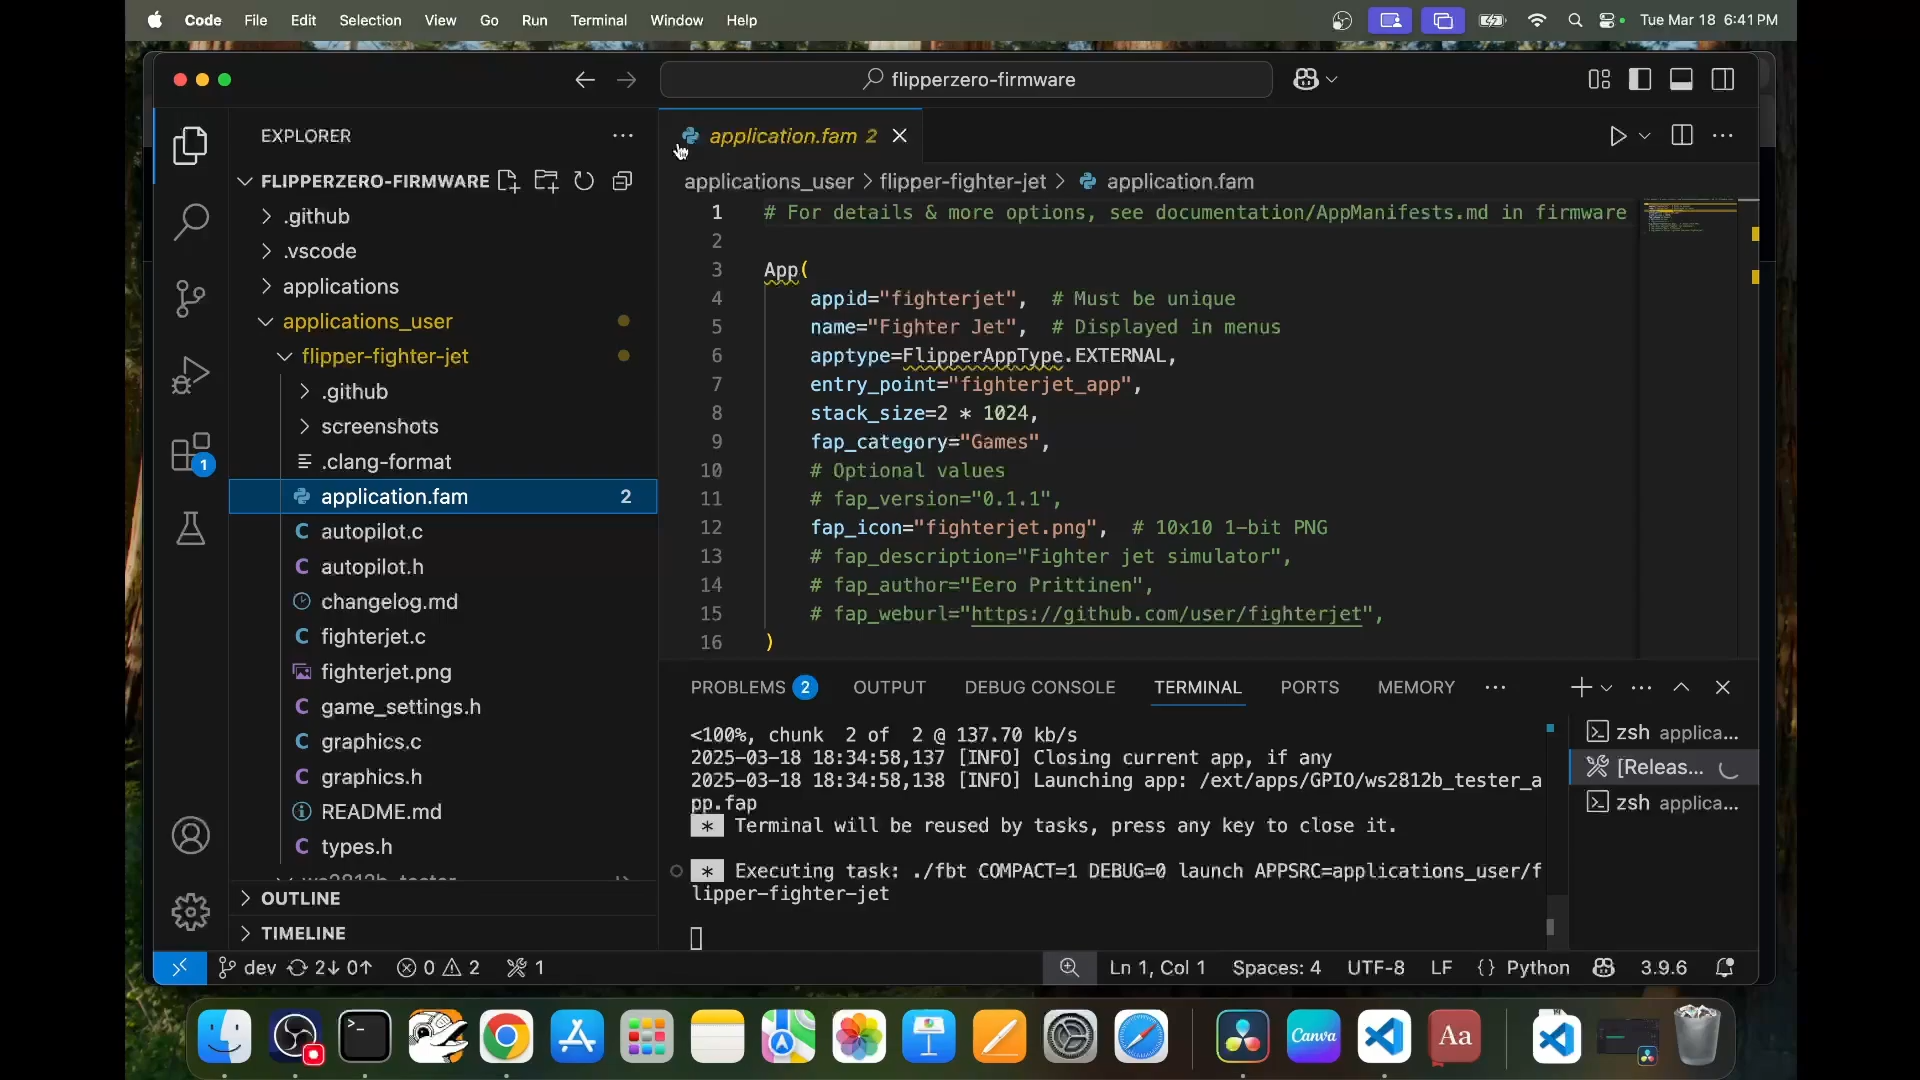 Code File Edit Selection View Go Run Terminal Window Help Tue Mar 18 6:41 PM
flipperzero-firmware
EXPLORER
FLIPPERZERO-FIRMWARE
.github
.vscode
applications
applications_user
flipper-fighter-jet
.github
screenshots
.clang-format
application.fam 2
autopilot.c
autopilot.h
changelog.md
fighterjet.c
fighterjet.png
game_settings.h
graphics.c
graphics.h
README.md
types.h
OUTLINE
TIMELINE
1
application.fam 2
applications_user > flipper-fighter-jet > application.fam
1 # For details & more options, see documentation/AppManifests.md in firmware
2
3 App(
4 appid="fighterjet", # Must be unique
5 name="Fighter Jet", # Displayed in menus
6 apptype=FlipperAppType.EXTERNAL,
7 entry_point="fighterjet_app",
8 stack_size=2 * 1024,
9 fap_category="Games",
10 # Optional values
11 # fap_version="0.1.1",
12 fap_icon="fighterjet.png", # 10x10 1-bit PNG
13 # fap_description="Fighter jet simulator",
14 # fap_author="Eero Prittinen",
15 # fap_weburl="https://github.com/user/fighterjet",
16 )
PROBLEMS 2 OUTPUT DEBUG CONSOLE TERMINAL PORTS MEMORY
<100%, chunk 2 of 2 @ 137.70 kb/s
2025-03-18 18:34:58,137 [INFO] Closing current app, if any
2025-03-18 18:34:58,138 [INFO] Launching app: /ext/apps/GPIO/ws2812b_tester_a
pp.fap
* Terminal will be reused by tasks, press any key to close it.
* Executing task: ./fbt COMPACT=1 DEBUG=0 launch APPSRC=applications_user/f
lipper-fighter-jet
zsh applica...
[Releas...
zsh applica...
dev 2↓ 0↑ 0 2 1 Ln 1, Col 1 Spaces: 4 UTF-8 LF {} Python 3.9.6
Canva
Aa